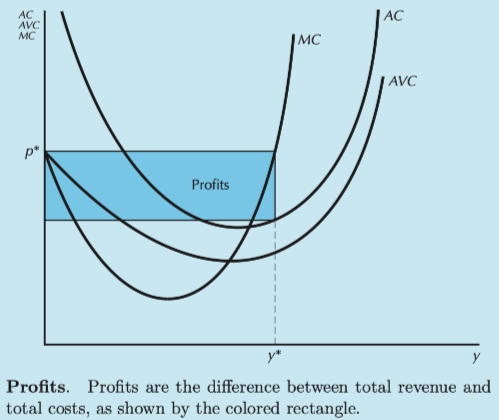 AC
AVC
MC
AC
MC
AVC
p*
Profits
y*
y
Profits. Profits are the difference between total revenue and
total costs, as shown by the colored rectangle.